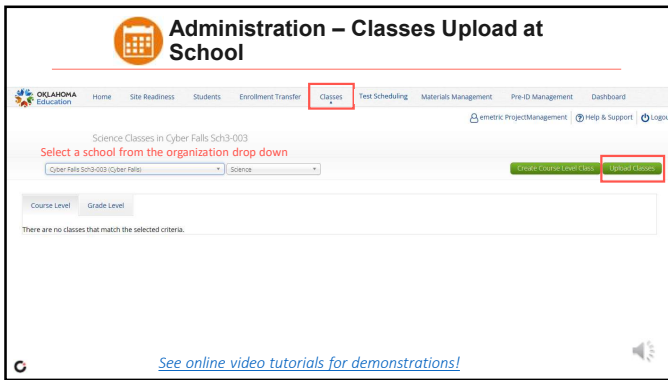 Administration – Classes Upload at
School
OKLAHOMA
Education
Home Site Readiness Students Enrollment Transfer Classes Test Scheduling Materials Management Pre-ID Management Dashboard
emetric ProjectManagement Help & Support Logou
Science Classes in Cyber Falls Sch3-003
Select a school from the organization drop down
Cyber Falls Sch3-003 (Cyber Falls) Science Create Course Level Class Upload Classes
Course Level Grade Level
There are no classes that match the selected criteria.
See online video tutorials for demonstrations!